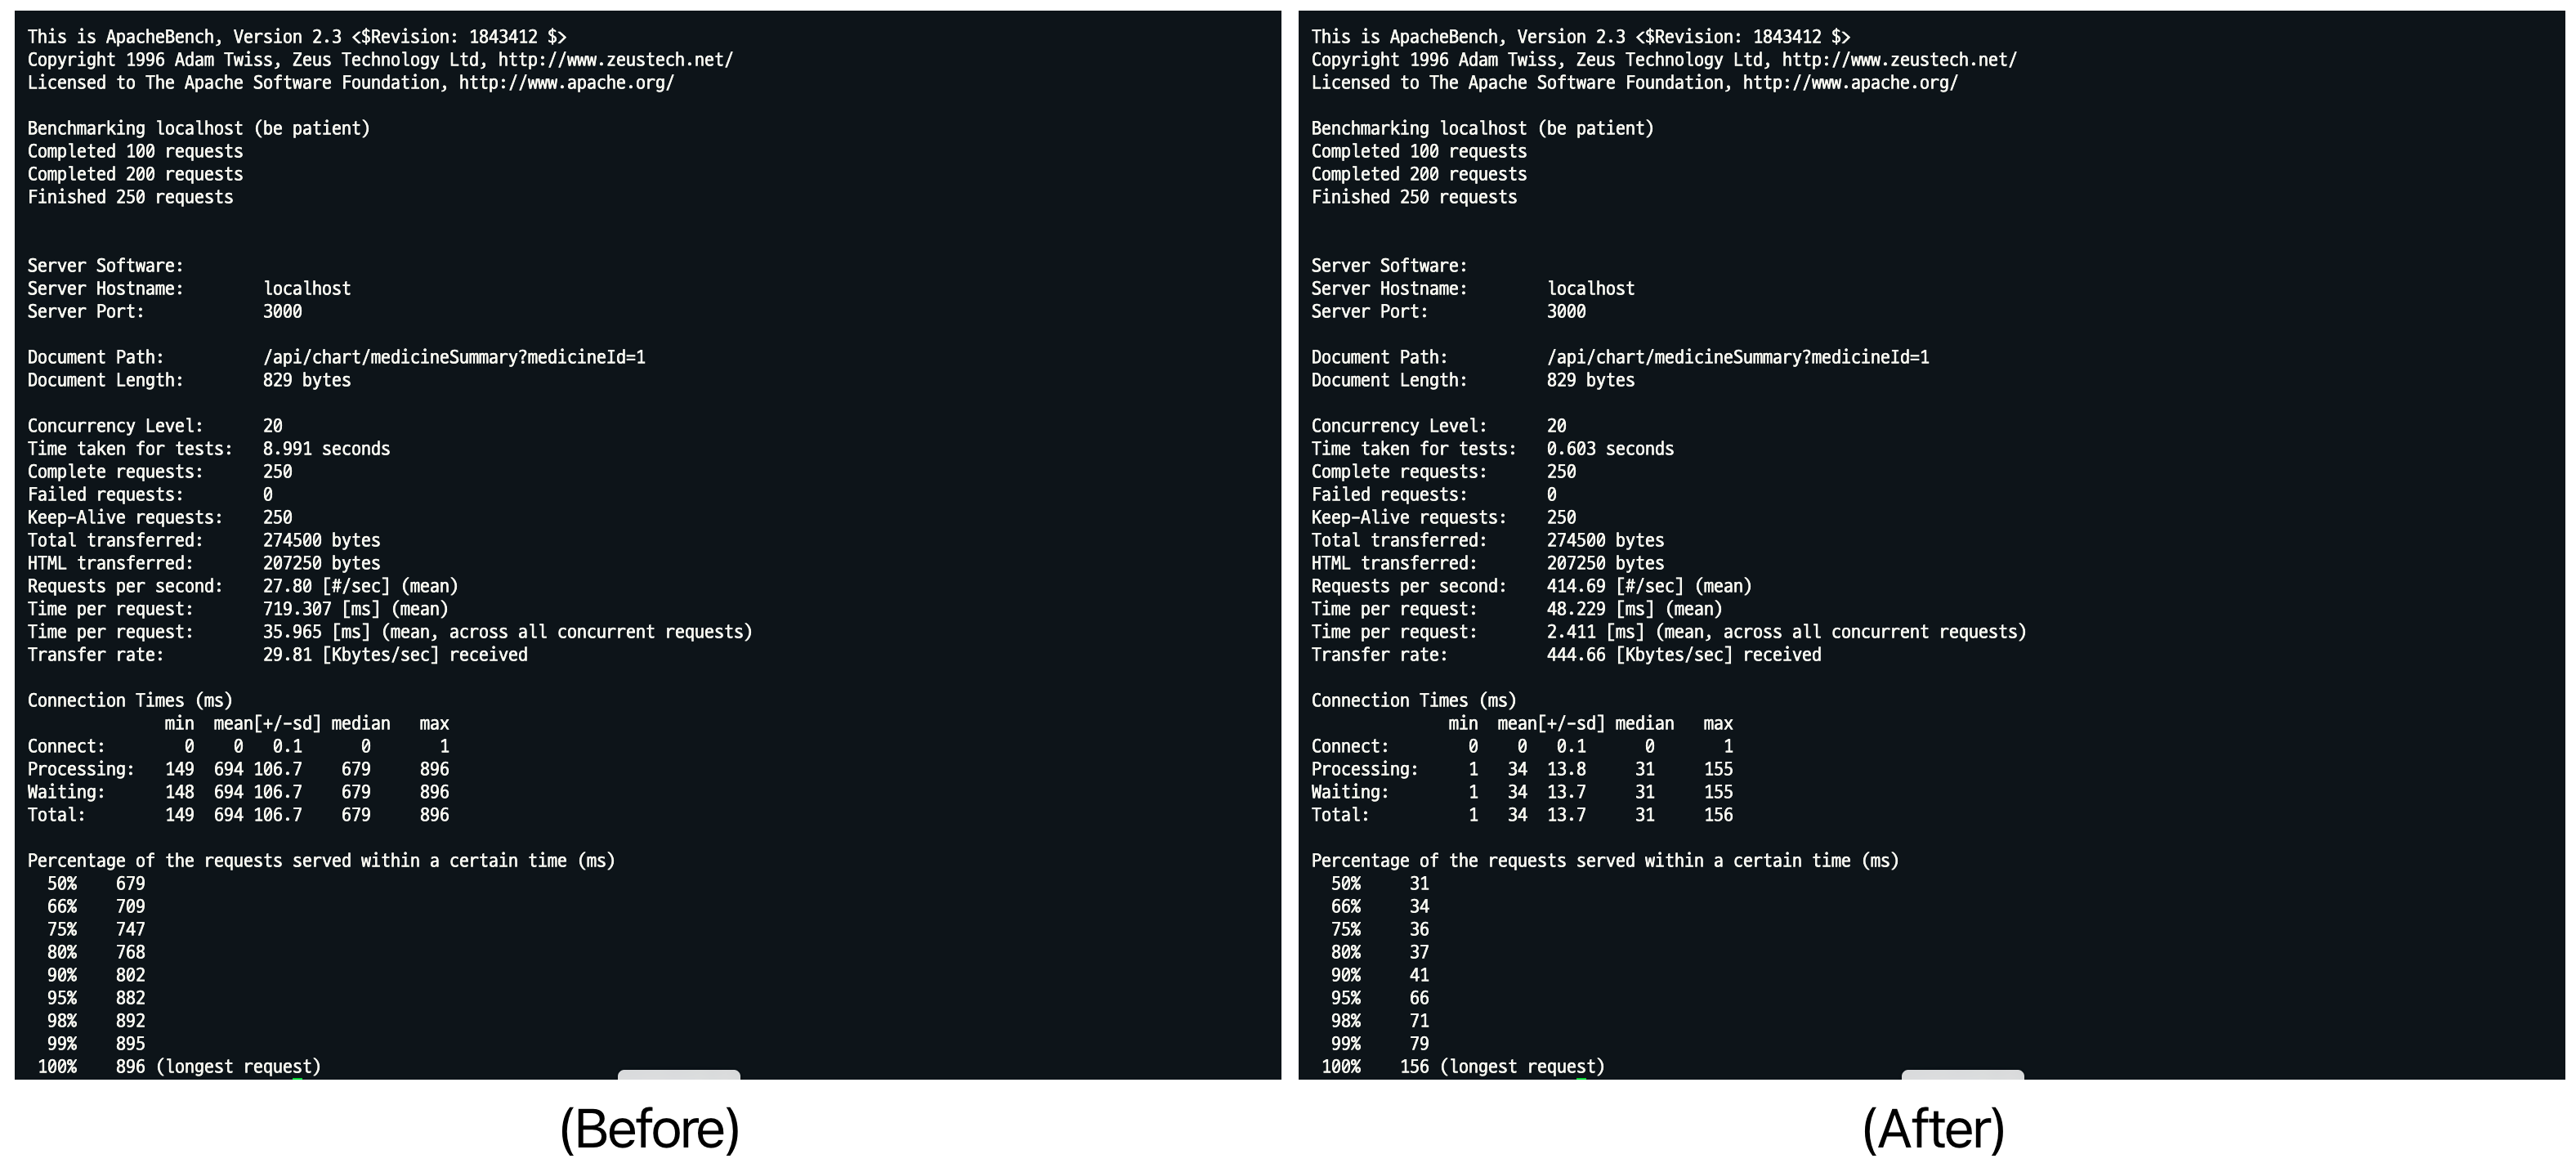 This is ApacheBench, Version 2.3 <$Revision: 1843412 $>
Copyright 1996 Adam Twiss, Zeus Technology Ltd, http://www.zeustech.net/
Licensed to The Apache Software Foundation, http://www.apache.org/

Benchmarking localhost (be patient)
Completed 100 requests
Completed 200 requests
Finished 250 requests

Server Software:
Server Hostname:        localhost
Server Port:            3000

Document Path:          /api/chart/medicineSummary?medicineId=1
Document Length:        829 bytes

Concurrency Level:      20
Time taken for tests:   8.991 seconds
Complete requests:      250
Failed requests:        0
Keep-Alive requests:    250
Total transferred:      274500 bytes
HTML transferred:       207250 bytes
Requests per second:    27.80 [#/sec] (mean)
Time per request:       719.307 [ms] (mean)
Time per request:       35.965 [ms] (mean, across all concurrent requests)
Transfer rate:          29.81 [Kbytes/sec] received

Connection Times (ms)
              min  mean[+/-sd] median   max
Connect:        0    0   0.1      0       1
Processing:   149  694 106.7    679     896
Waiting:      148  694 106.7    679     896
Total:        149  694 106.7    679     896

Percentage of the requests served within a certain time (ms)
  50%    679
  66%    709
  75%    747
  80%    768
  90%    802
  95%    882
  98%    892
  99%    895
 100%    896 (longest request)
(Before)

This is ApacheBench, Version 2.3 <$Revision: 1843412 $>
Copyright 1996 Adam Twiss, Zeus Technology Ltd, http://www.zeustech.net/
Licensed to The Apache Software Foundation, http://www.apache.org/

Benchmarking localhost (be patient)
Completed 100 requests
Completed 200 requests
Finished 250 requests

Server Software:
Server Hostname:        localhost
Server Port:            3000

Document Path:          /api/chart/medicineSummary?medicineId=1
Document Length:        829 bytes

Concurrency Level:      20
Time taken for tests:   0.603 seconds
Complete requests:      250
Failed requests:        0
Keep-Alive requests:    250
Total transferred:      274500 bytes
HTML transferred:       207250 bytes
Requests per second:    414.69 [#/sec] (mean)
Time per request:       48.229 [ms] (mean)
Time per request:       2.411 [ms] (mean, across all concurrent requests)
Transfer rate:          444.66 [Kbytes/sec] received

Connection Times (ms)
              min  mean[+/-sd] median   max
Connect:        0    0   0.1      0       1
Processing:     1   34  13.8     31     155
Waiting:        1   34  13.7     31     155
Total:          1   34  13.7     31     156

Percentage of the requests served within a certain time (ms)
  50%     31
  66%     34
  75%     36
  80%     37
  90%     41
  95%     66
  98%     71
  99%     79
 100%    156 (longest request)
(After)